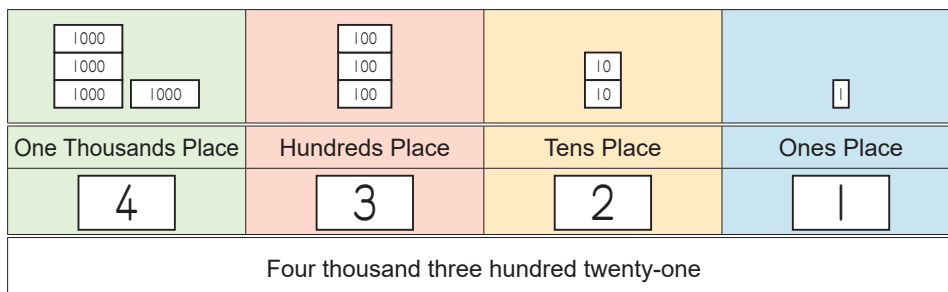 1000 100
1000 100 10
1000 1000 100 10 1
One Thousands Place Hundreds Place Tens Place Ones Place
4 3 2 1
Four thousand three hundred twenty-one